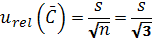 u_rel(C̄) = s/√n = s/√3